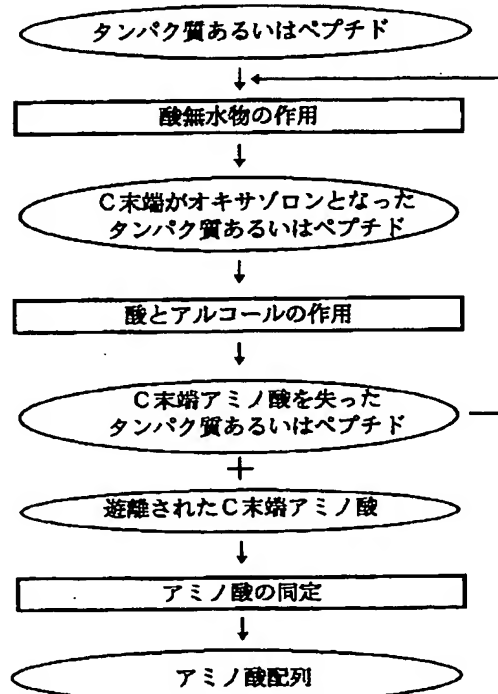 タンパク質あるいはペプチド
酸無水物の作用
C末端がオキサゾロンとなった
タンパク質あるいはペプチド
酸とアルコールの作用
C末端アミノ酸を失った
タンパク質あるいはペプチド
+
遊離されたC末端アミノ酸
アミノ酸の同定
アミノ酸配列